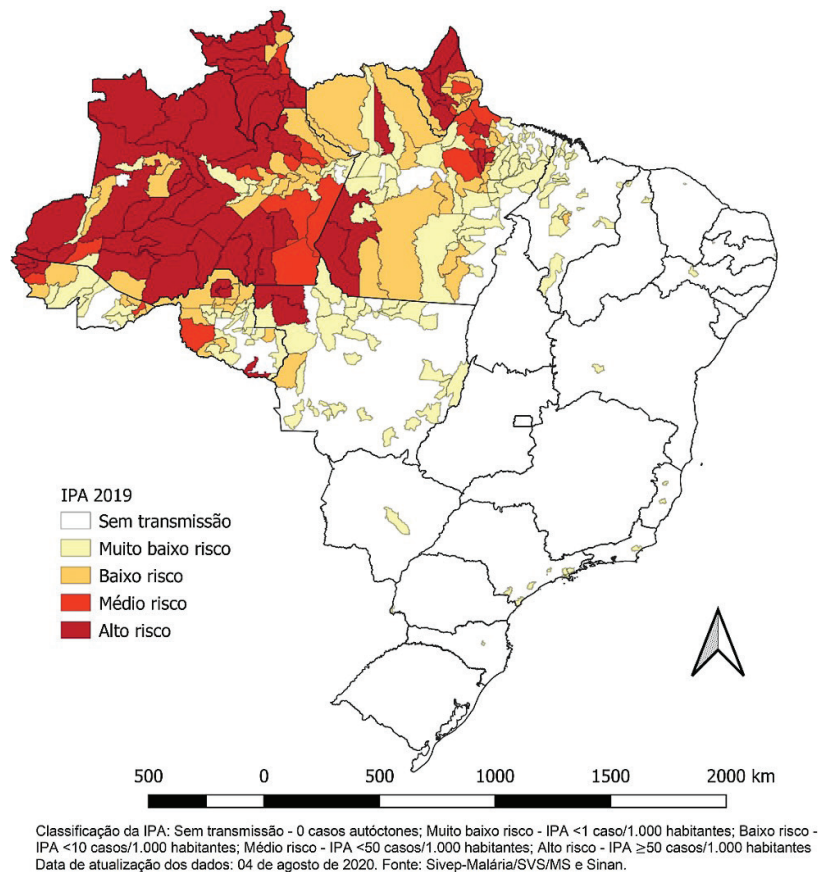 IPA 2019
Sem transmissão
Muito baixo risco
Baixo risco
Médio risco
Alto risco
500 0 500 1000 1500 2000 km
Classificação da IPA: Sem transmissão - 0 casos autóctones; Muito baixo risco - IPA <1 caso/1.000 habitantes; Baixo risco -
IPA <10 casos/1.000 habitantes; Médio risco - IPA <50 casos/1.000 habitantes; Alto risco - IPA ≥50 casos/1.000 habitantes
Data de atualização dos dados: 04 de agosto de 2020. Fonte: Sivep-Malária/SVS/MS e Sinan.